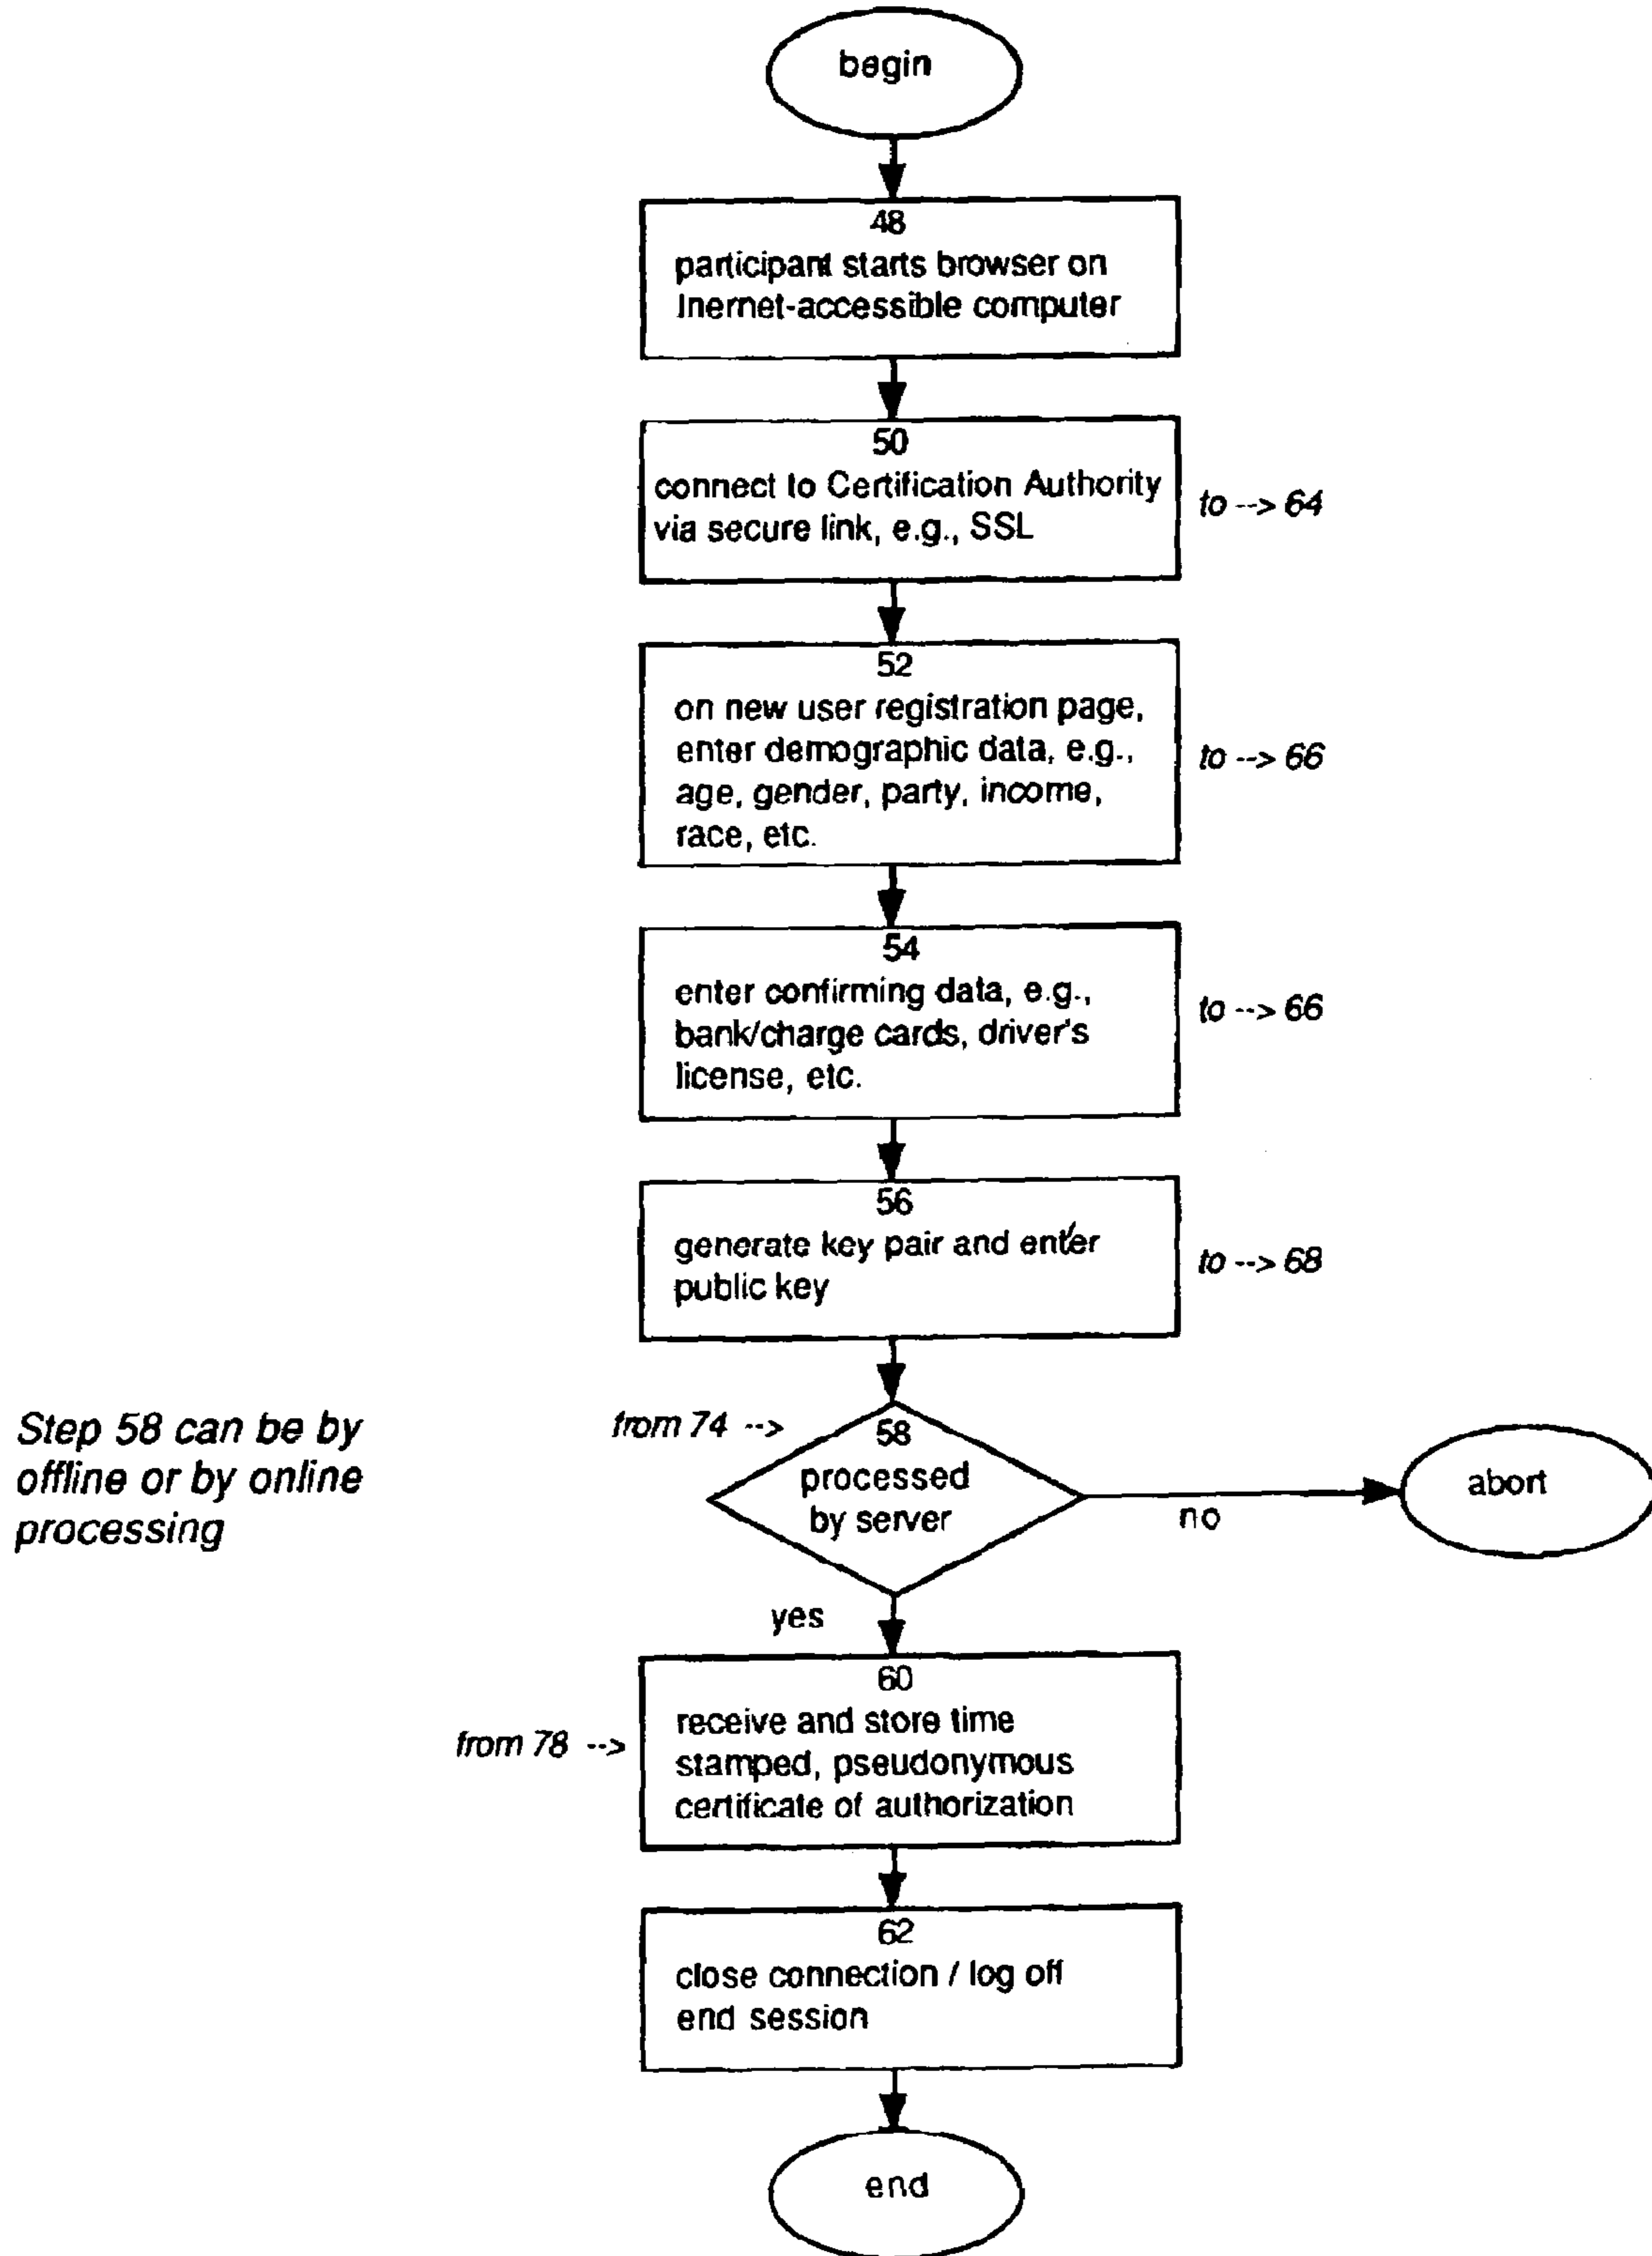 begin
48
participant starts browser on
Inernet-accessible computer
50
connect to Certification Authority
via secure link, e.g., SSL
to --> 64
52
on new user registration page,
enter demographic data, e.g.,
age, gender, party, income,
race, etc.
to --> 66
54
enter confirming data, e.g.,
bank/charge cards, driver's
license, etc.
to --> 66
56
generate key pair and enter
public key
to --> 68
Step 58 can be by
offline or by online
processing
from 74 -->
58
processed
by server
no
abort
yes
60
receive and store time
stamped, pseudonymous
certificate of authorization
from 78 -->
62
close connection / log off
end session
end